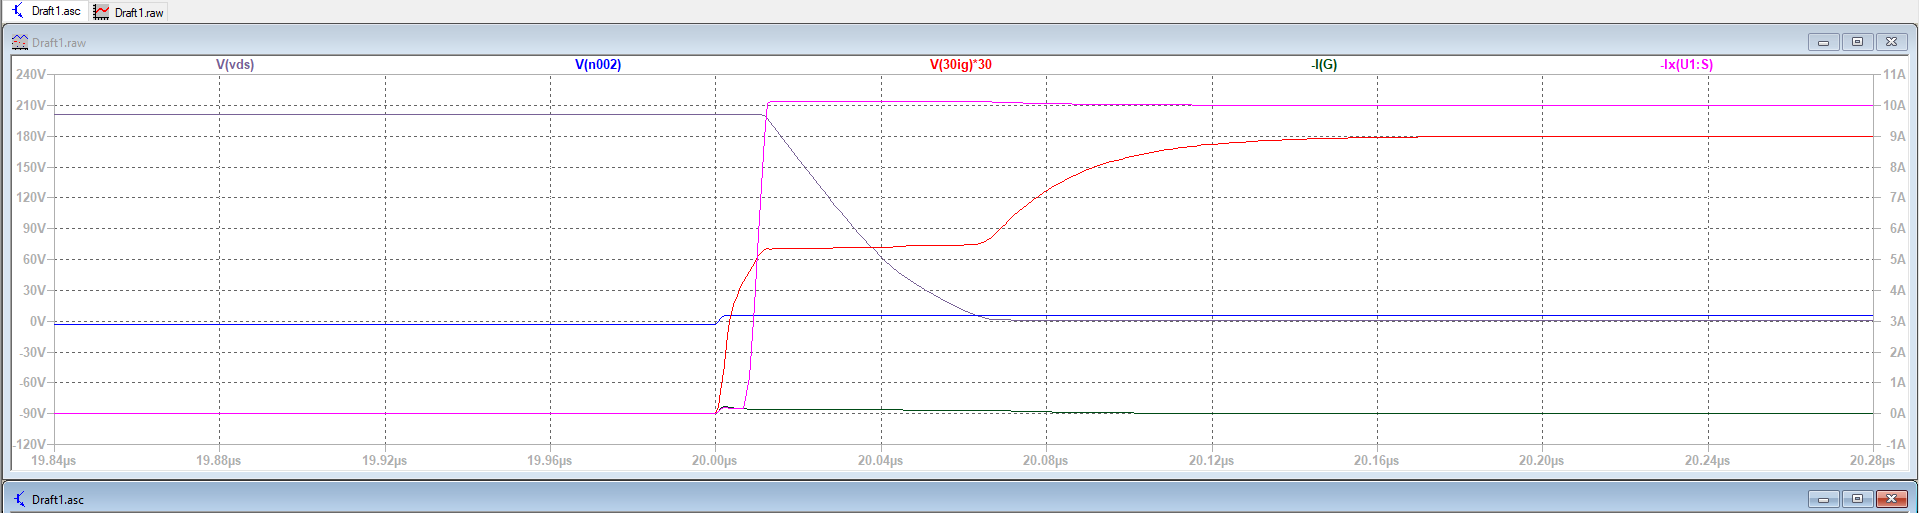 Draft1.asc Draft1.raw
Draft1.raw
V(vds) V(n002) V(30ig)*30 -I(G) -Ix(U1:S)
240V 11A
210V 10A
180V 9A
150V 8A
120V 7A
90V 6A
60V 5A
30V 4A
0V 3A
-30V 2A
-60V 1A
-90V 0A
-120V -1A
19.84µs 19.88µs 19.92µs 19.96µs 20.00µs 20.04µs 20.08µs 20.12µs 20.16µs 20.20µs 20.24µs 20.28µs
Draft1.asc